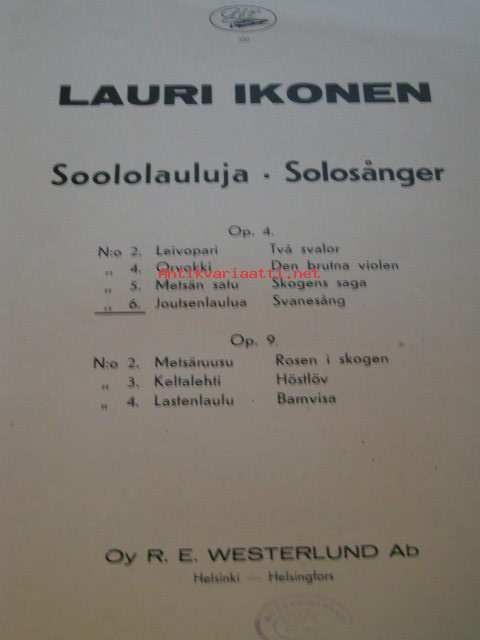 LAURI IKONEN
Soololauluja · Solosånger
Op. 4.
N:o 2. Leivopari Två svalor
„ 4. Orvokki Den brutna violen
„ 5. Metsän satu Skogens saga
„ 6. Joutsenlaulua Svanesång
Antikvariaatti.net
Op. 9.
N:o 2. Metsäruusu Rosen i skogen
„ 3. Keltalehti Höstlöv
„ 4. Lastenlaulu Barnvisa
Oy R. E. WESTERLUND Ab
Helsinki — Helsingfors